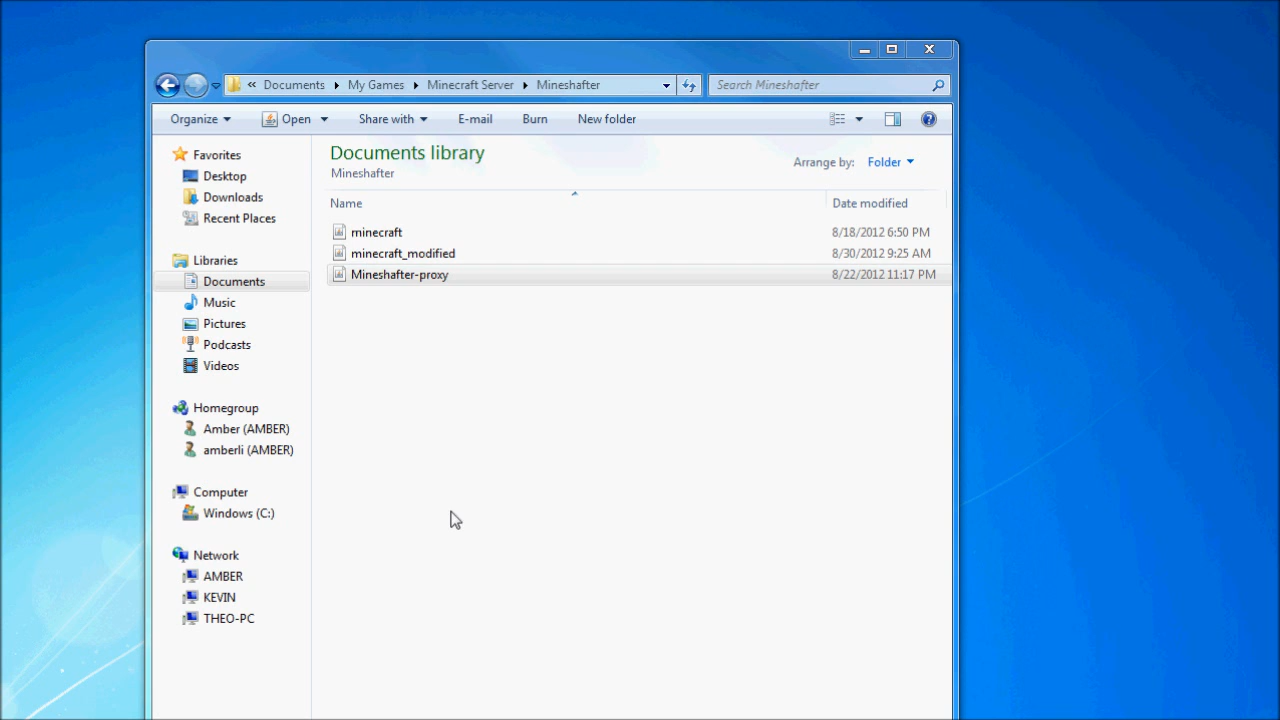 « Documents ▸ My Games ▸ Minecraft Server ▸ Mineshafter
Search Mineshafter
Organize Open Share with E-mail Burn New folder
Documents library
Mineshafter
Arrange by: Folder
Name Date modified
minecraft 8/18/2012 6:50 PM
minecraft_modified 8/30/2012 9:25 AM
Mineshafter-proxy 8/22/2012 11:17 PM
Favorites
Desktop
Downloads
Recent Places
Libraries
Documents
Music
Pictures
Podcasts
Videos
Homegroup
Amber (AMBER)
amberli (AMBER)
Computer
Windows (C:)
Network
AMBER
KEVIN
THEO-PC